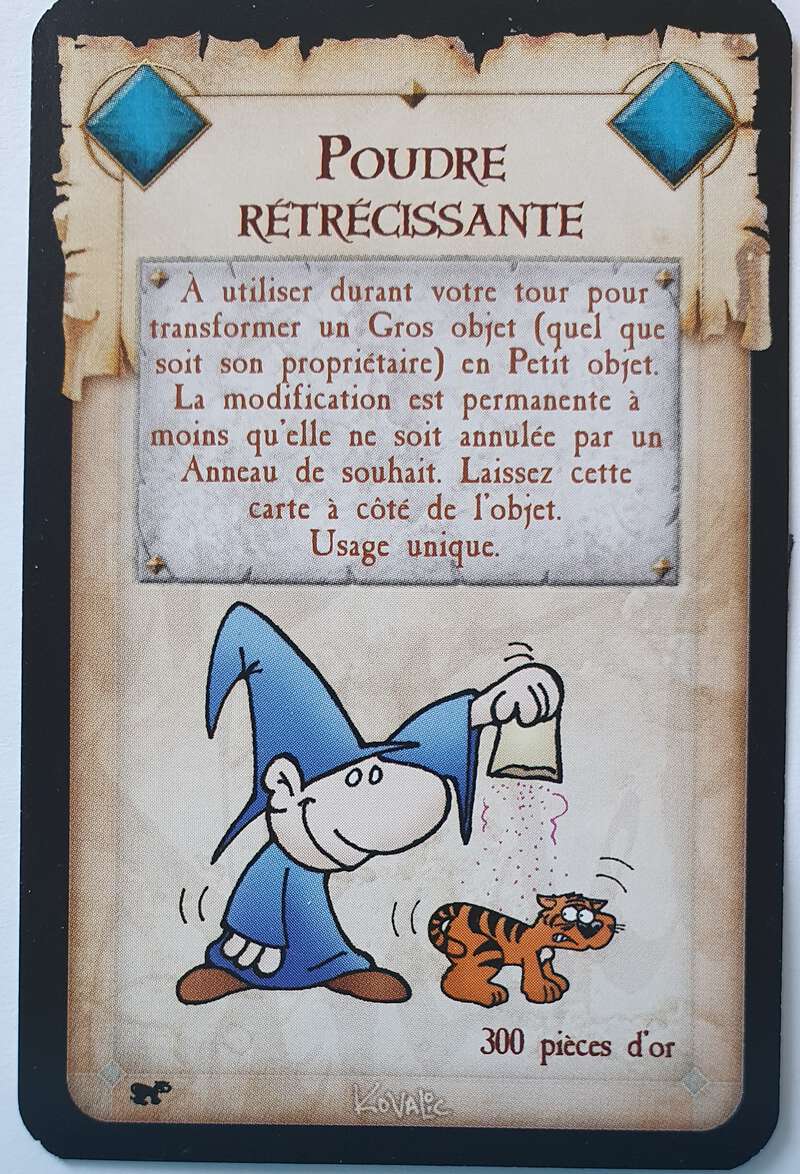 Poudre
rétrécissante
À utiliser durant votre tour pour
transformer un Gros objet (quel que
soit son propriétaire) en Petit objet.
La modification est permanente à
moins qu'elle ne soit annulée par un
Anneau de souhait. Laissez cette
carte à côté de l'objet.
Usage unique.
300 pièces d'or
Kovalic